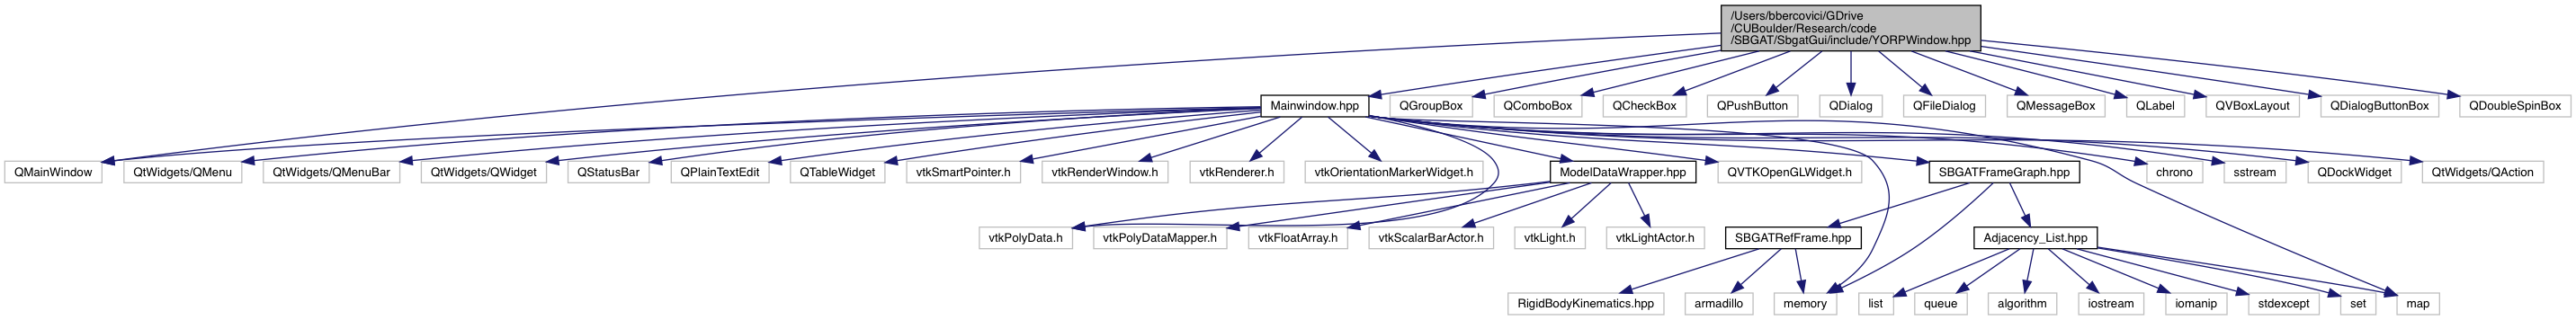 /Users/bbercovici/GDrive
/CUBoulder/Research/code
/SBGAT/SbgatGui/include/YORPWindow.hpp
Mainwindow.hpp
QGroupBox
QComboBox
QCheckBox
QPushButton
QDialog
QFileDialog
QMessageBox
QLabel
QVBoxLayout
QDialogButtonBox
QDoubleSpinBox
QMainWindow
QtWidgets/QMenu
QtWidgets/QMenuBar
QtWidgets/QWidget
QStatusBar
QPlainTextEdit
QTableWidget
vtkSmartPointer.h
vtkRenderWindow.h
vtkRenderer.h
vtkOrientationMarkerWidget.h
ModelDataWrapper.hpp
QVTKOpenGLWidget.h
SBGATFrameGraph.hpp
chrono
sstream
QDockWidget
QtWidgets/QAction
vtkPolyData.h
vtkPolyDataMapper.h
vtkFloatArray.h
vtkScalarBarActor.h
vtkLight.h
vtkLightActor.h
SBGATRefFrame.hpp
Adjacency_List.hpp
RigidBodyKinematics.hpp
armadillo
memory
list
queue
algorithm
iostream
iomanip
stdexcept
set
map